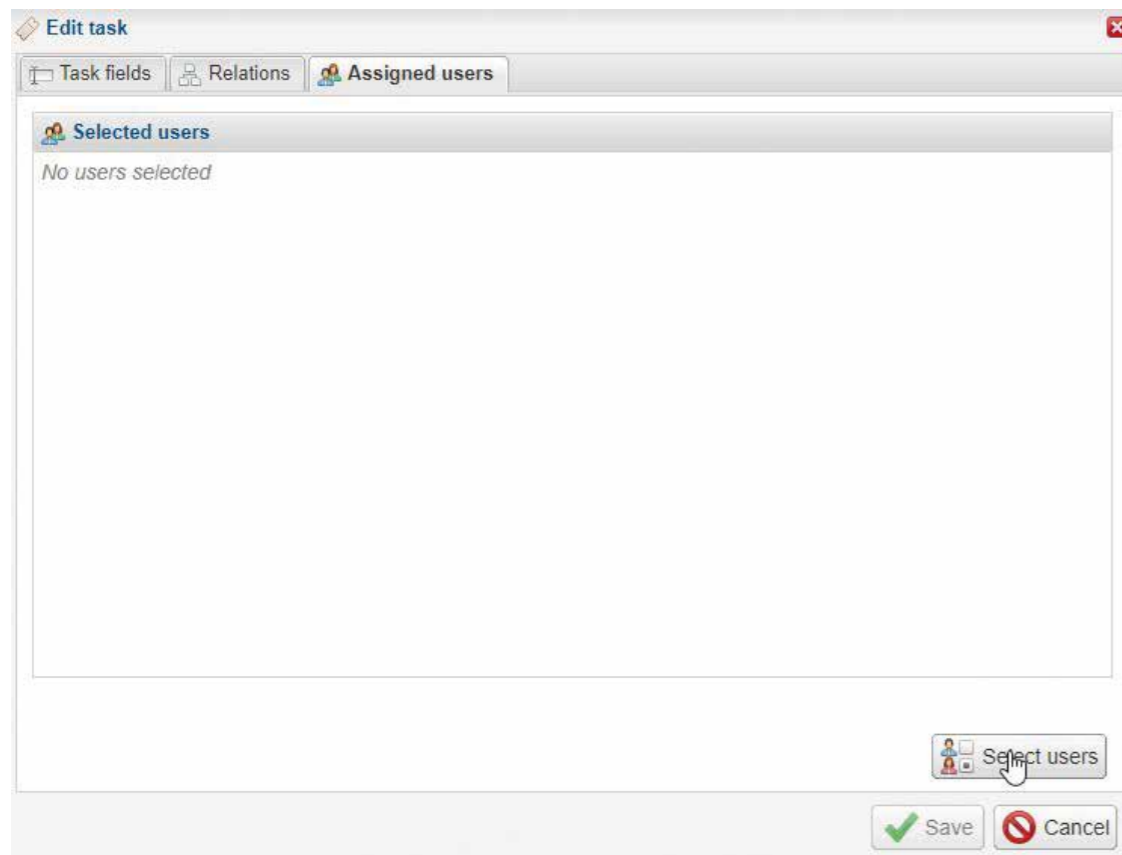 Edit task
Task fields Relations Assigned users
Selected users
No users selected
Select users
Save Cancel